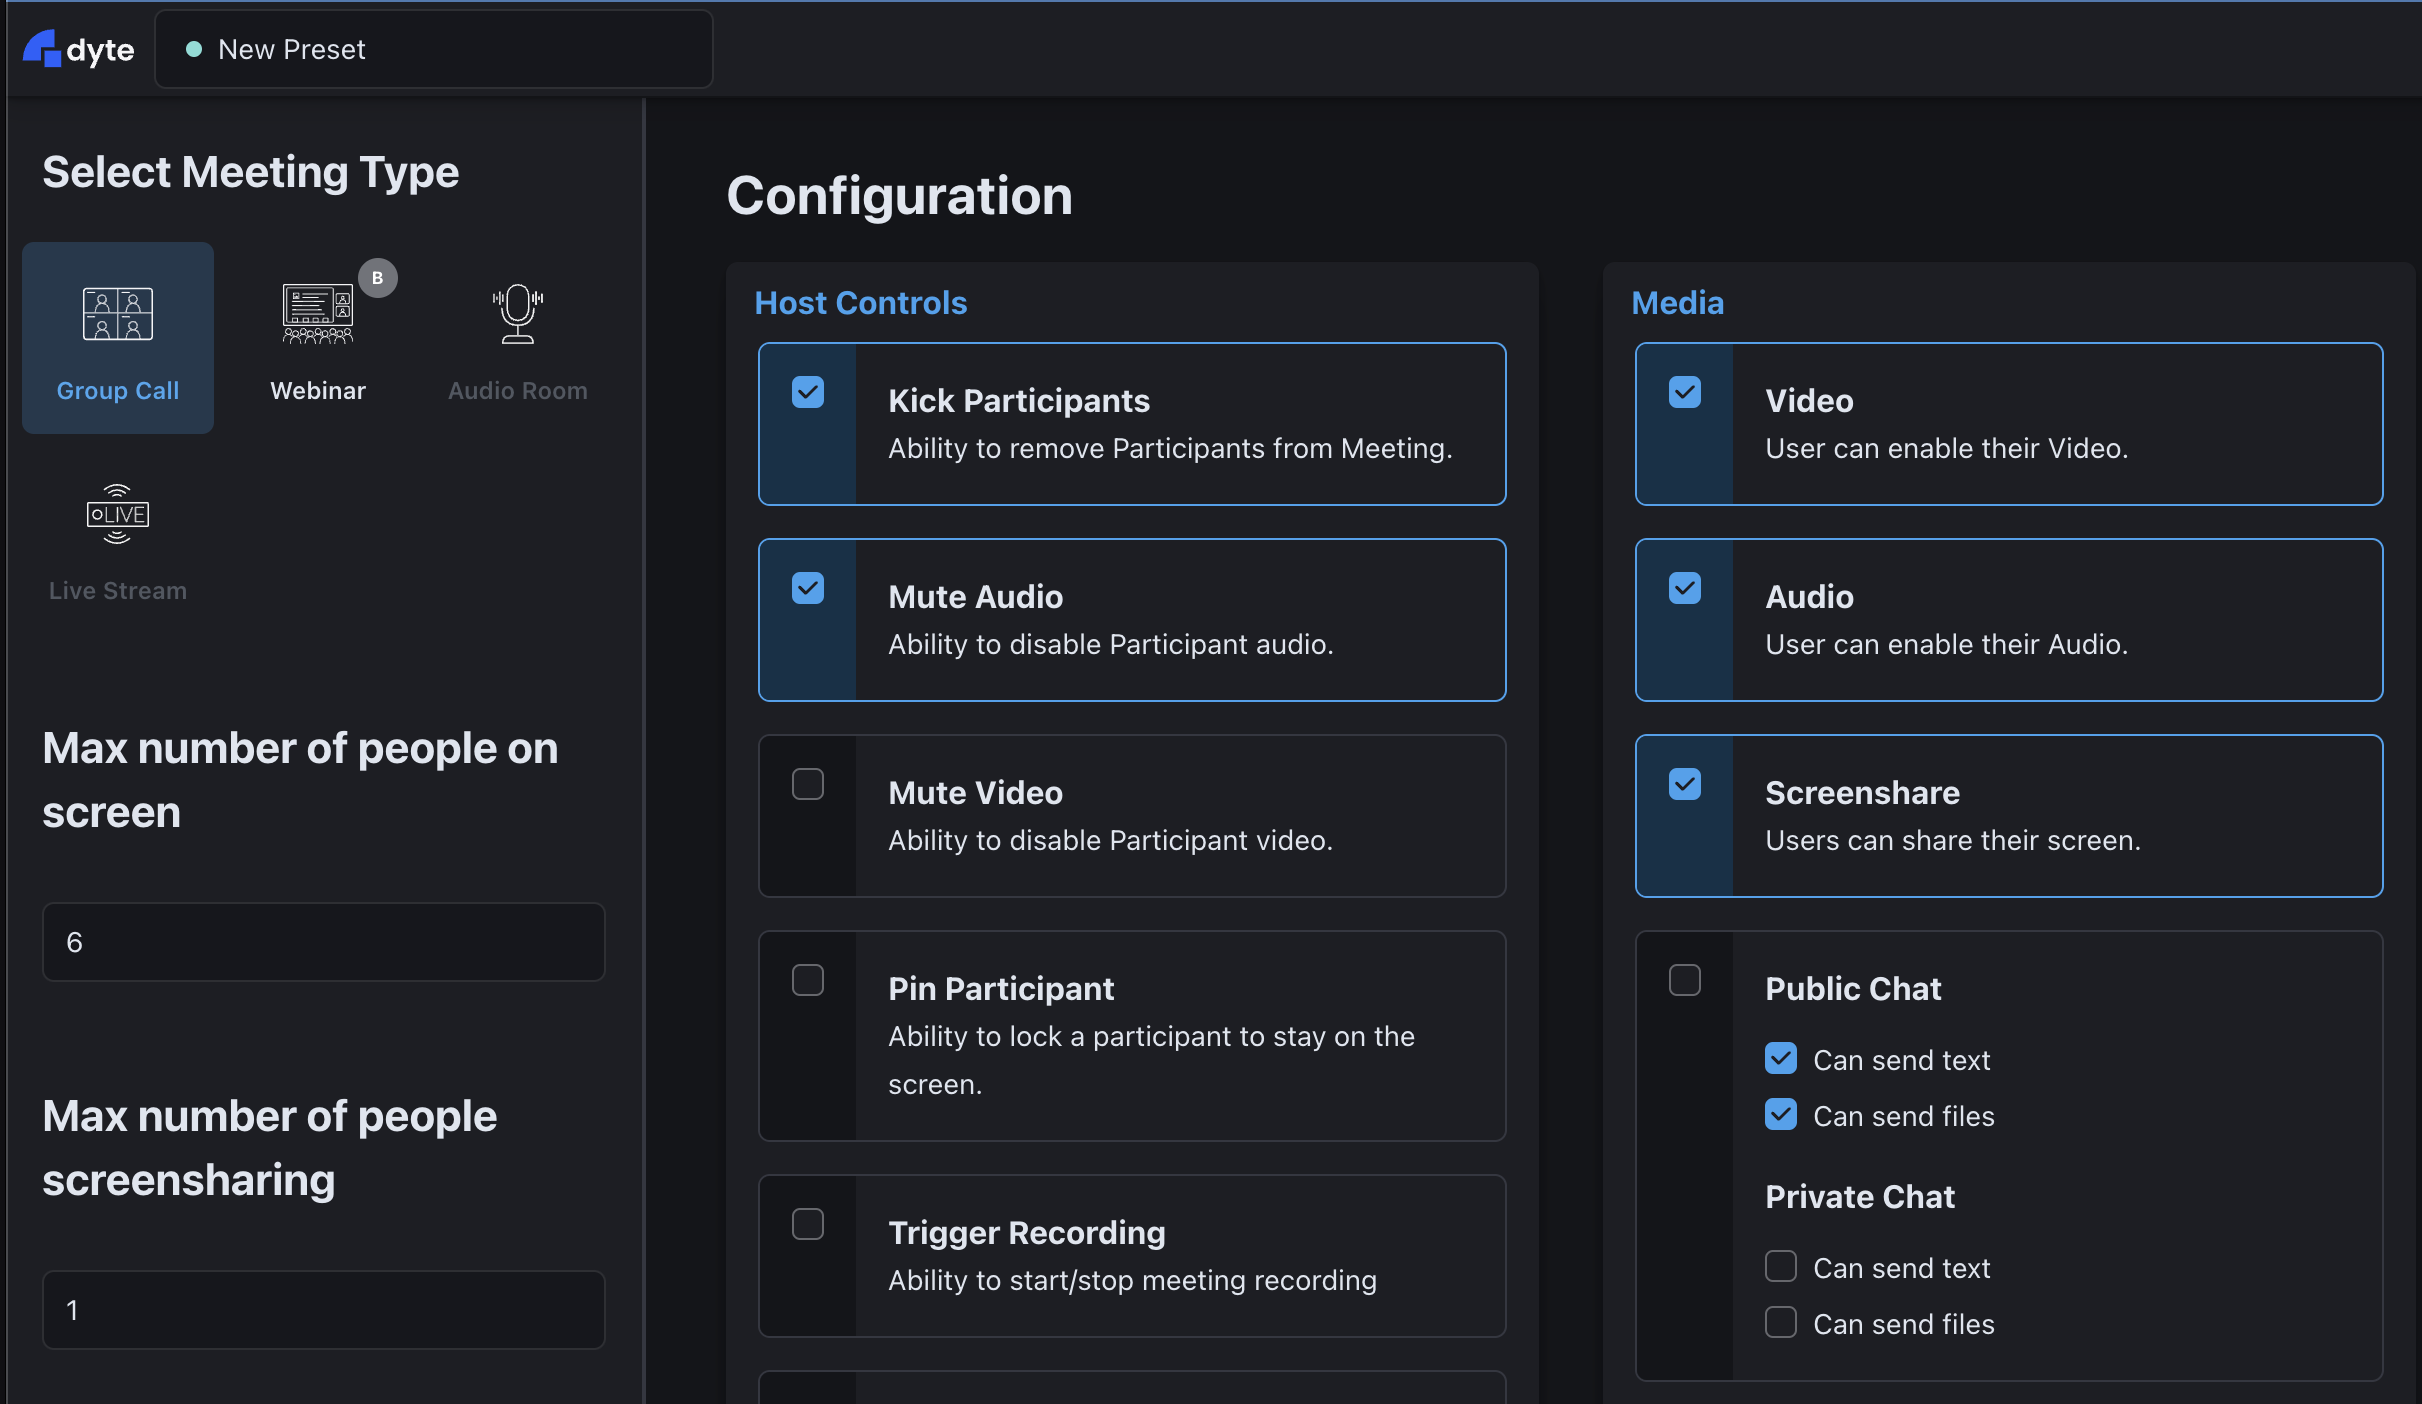 dyte
New Preset
Select Meeting Type
Group Call
B
Webinar
Audio Room
LIVE
Live Stream
Max number of people on
screen
6
Max number of people
screensharing
1
Configuration
Host Controls
Kick Participants
Ability to remove Participants from Meeting.
Mute Audio
Ability to disable Participant audio.
Mute Video
Ability to disable Participant video.
Pin Participant
Ability to lock a participant to stay on the
screen.
Trigger Recording
Ability to start/stop meeting recording
Media
Video
User can enable their Video.
Audio
User can enable their Audio.
Screenshare
Users can share their screen.
Public Chat
Can send text
Can send files
Private Chat
Can send text
Can send files